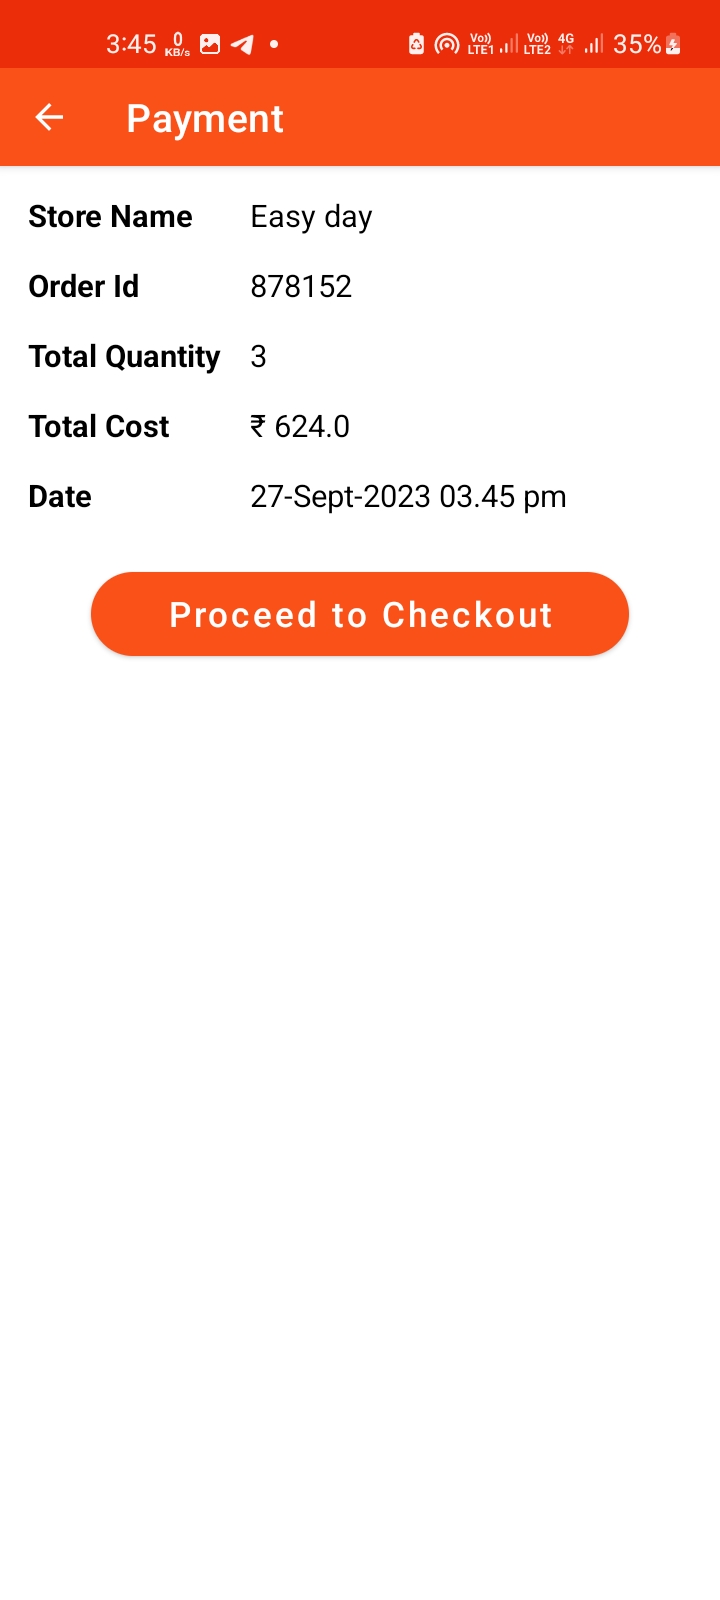 3:45 0 KB/s Vo)) LTE1 Vo)) LTE2 4G 35%
Payment
Store Name Easy day
Order Id 878152
Total Quantity 3
Total Cost ₹ 624.0
Date 27-Sept-2023 03.45 pm
Proceed to Checkout